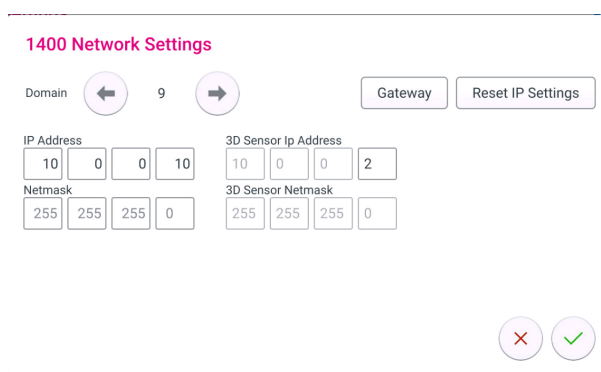 1400 Network Settings
Domain 9 Gateway Reset IP Settings
IP Address 3D Sensor Ip Address
10 0 0 10 10 0 0 2
Netmask 3D Sensor Netmask
255 255 255 0 255 255 255 0